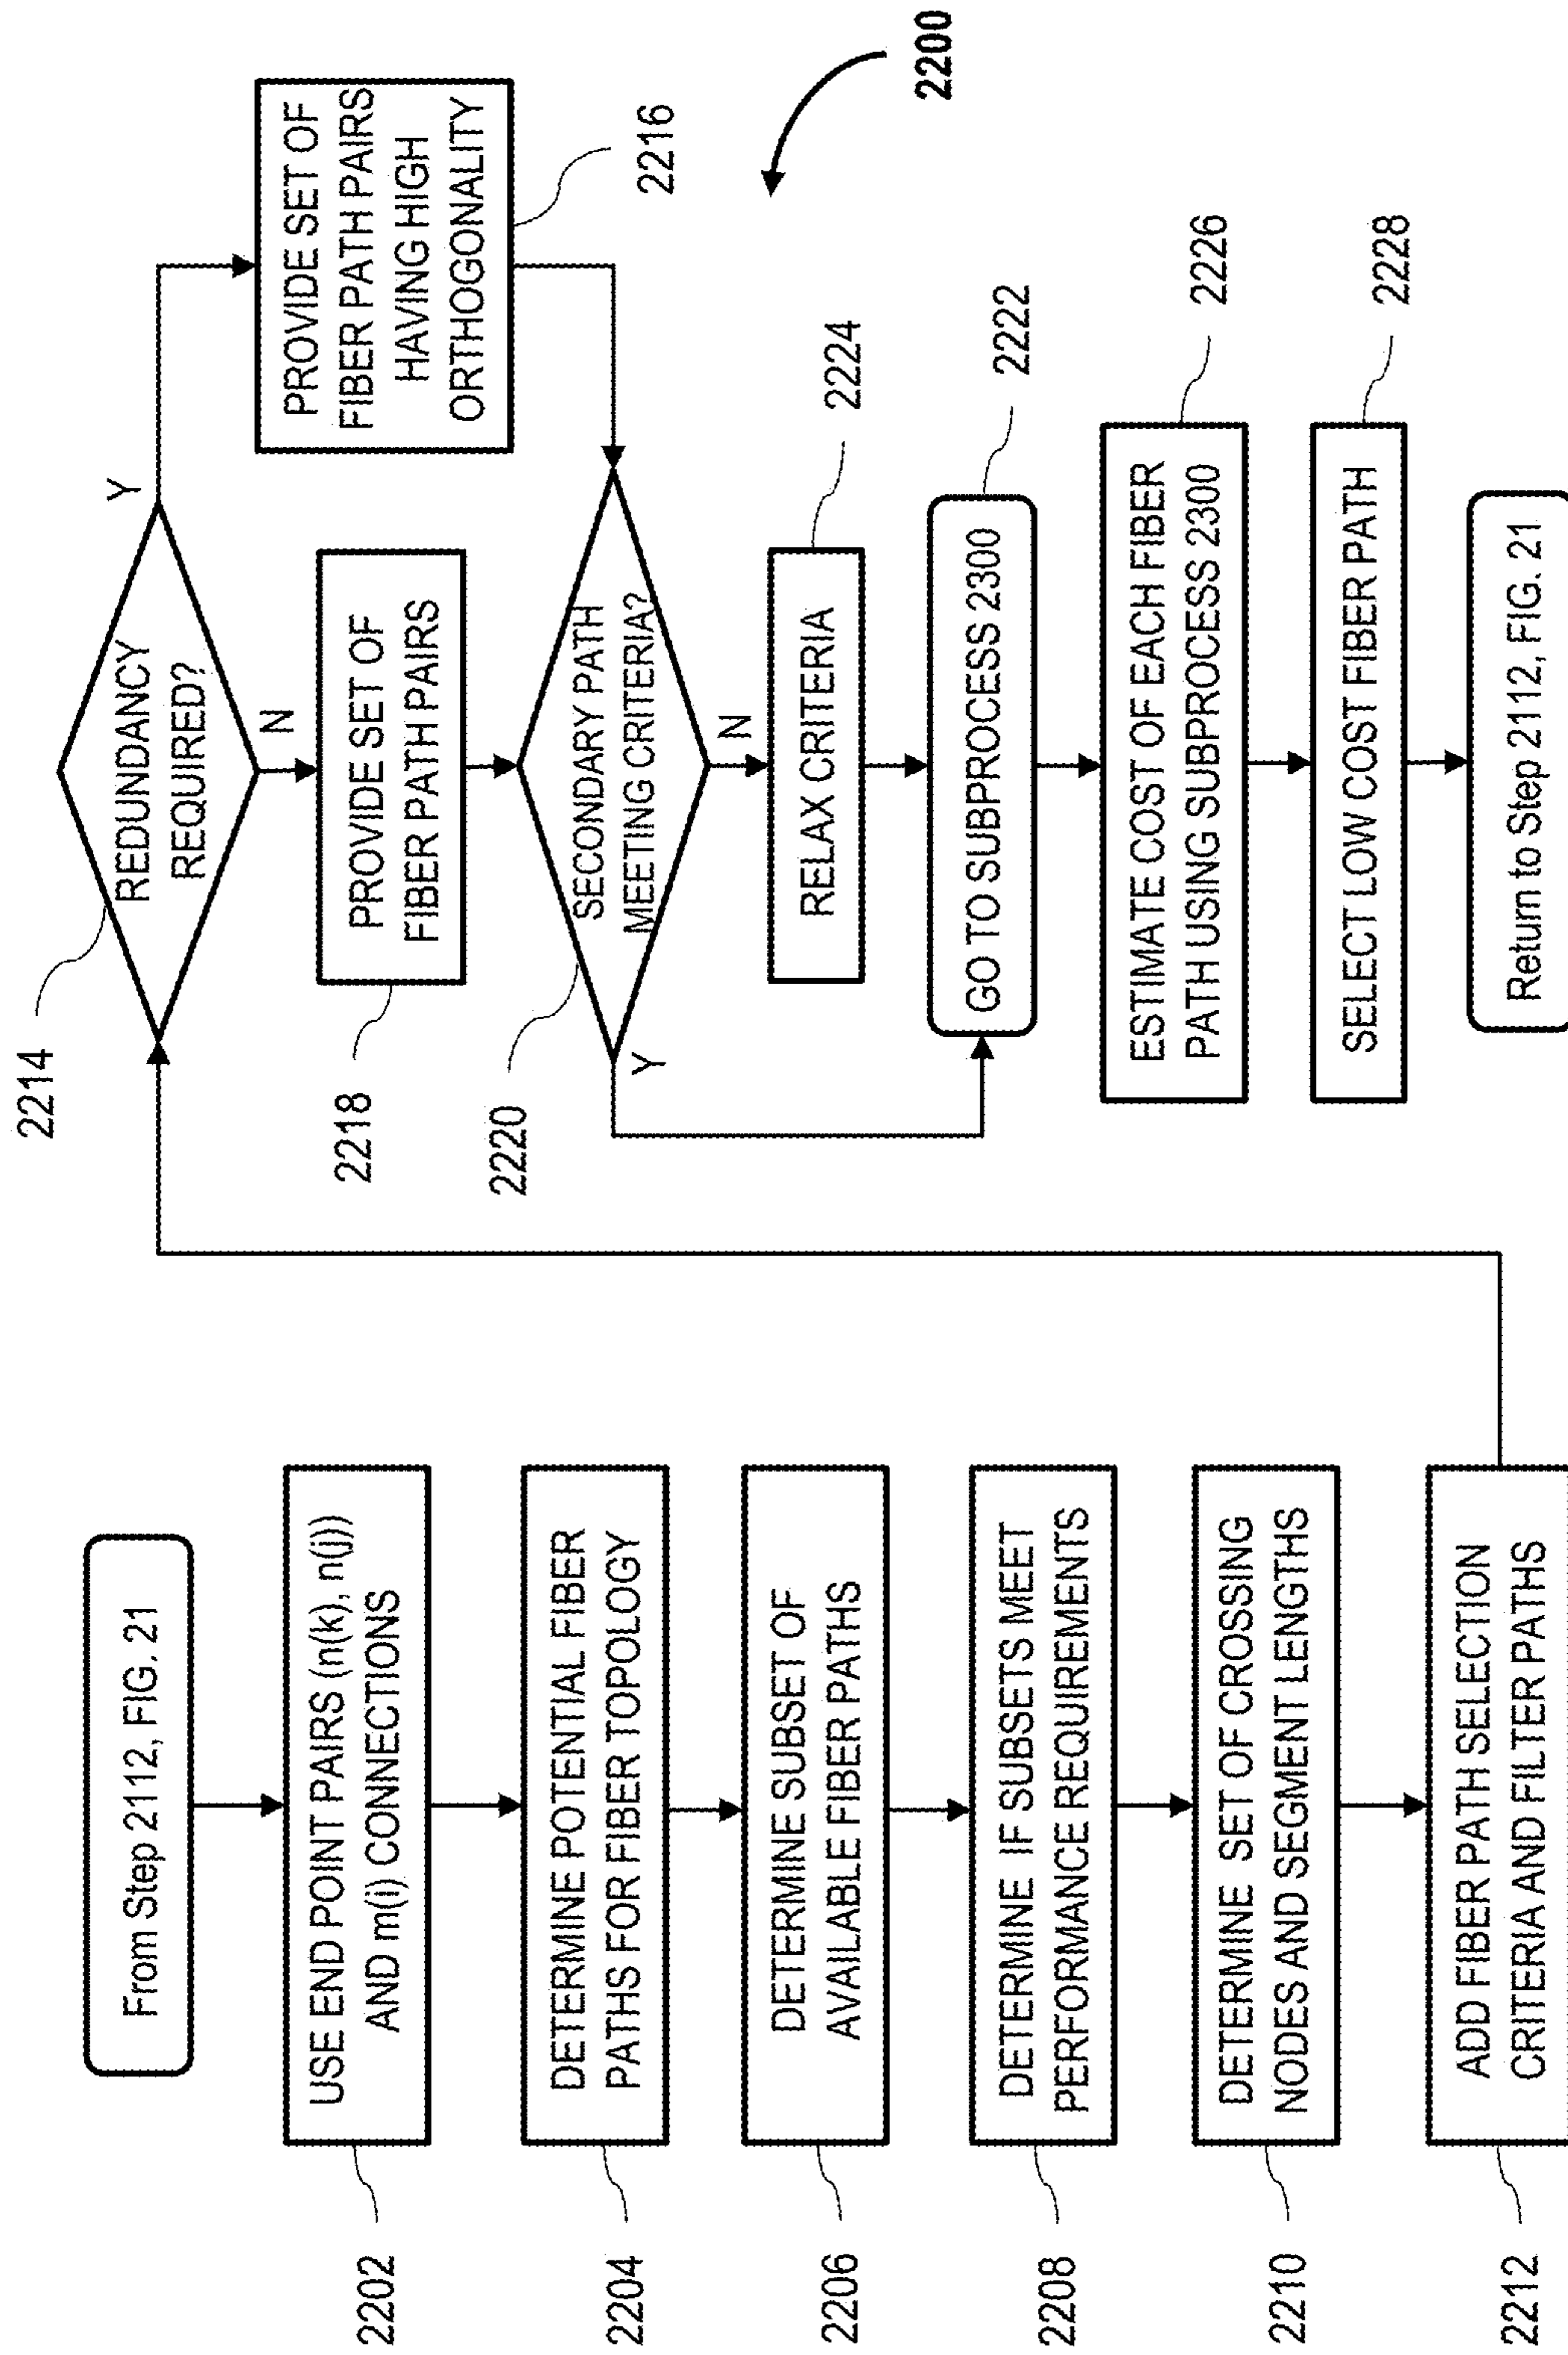 From Step 2112, FIG. 21
USE END POINT PAIRS (n(k), n(j))
AND m(i) CONNECTIONS
2202
DETERMINE POTENTIAL FIBER
PATHS FOR FIBER TOPOLOGY
2204
DETERMINE SUBSET OF
AVAILABLE FIBER PATHS
2206
DETERMINE IF SUBSETS MEET
PERFORMANCE REQUIREMENTS
2208
DETERMINE SET OF CROSSING
NODES AND SEGMENT LENGTHS
2210
ADD FIBER PATH SELECTION
CRITERIA AND FILTER PATHS
2212
2214
REDUNDANCY
REQUIRED?
Y
N
PROVIDE SET OF
FIBER PATH PAIRS
HAVING HIGH
ORTHOGONALITY
2216
PROVIDE SET OF
FIBER PATH PAIRS
2218
2220
SECONDARY PATH
MEETING CRITERIA?
Y
N
RELAX CRITERIA
2224
GO TO SUBPROCESS 2300
2222
ESTIMATE COST OF EACH FIBER
PATH USING SUBPROCESS 2300
2226
SELECT LOW COST FIBER PATH
2228
Return to Step 2112, FIG. 21
2200